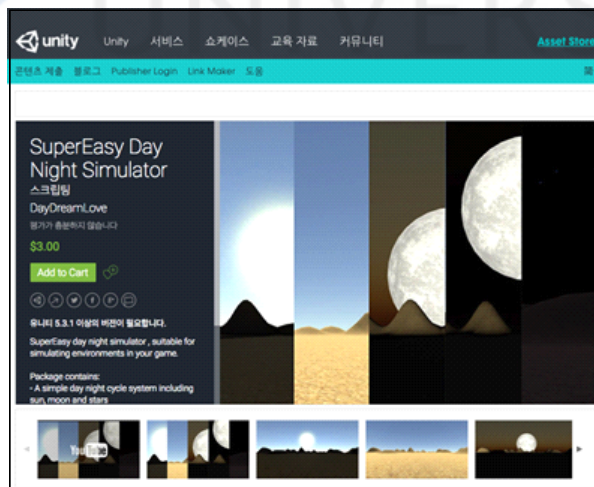 unity Unity 서비스 쇼케이스 교육 자료 커뮤니티 Asset Store
콘텐츠 제출 블로그 Publisher Login Link Maker 도움 简
SuperEasy Day
Night Simulator
스크립팅
DayDreamLove
평가가 충분하지 않습니다
$3.00
Add to Cart
유니티 5.3.1 이상의 버전이 필요합니다.
SuperEasy day night simulator , suitable for
simulating environments in your game.
Package contains:
- A simple day night cycle system including
sun, moon and stars
YouTube